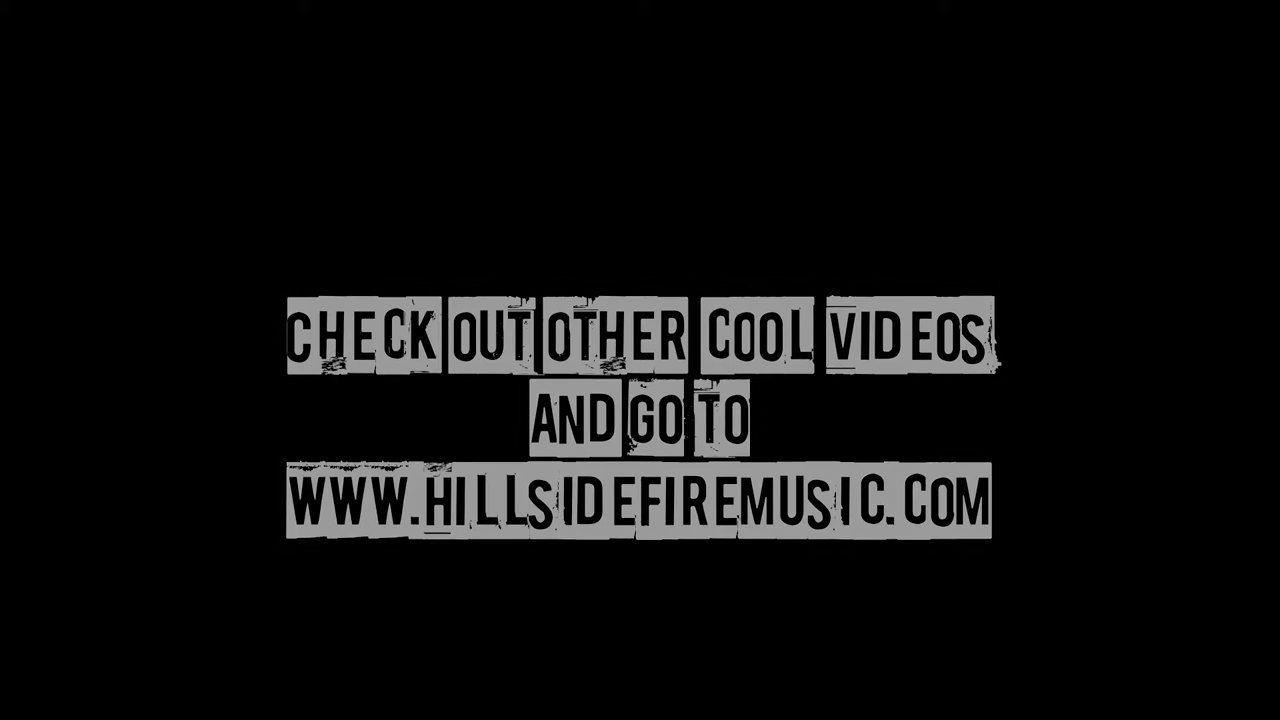 CHECK OUT OTHER COOL VIDEOS
AND GO TO
WWW.HILLSIDEFIREMUSIC.COM